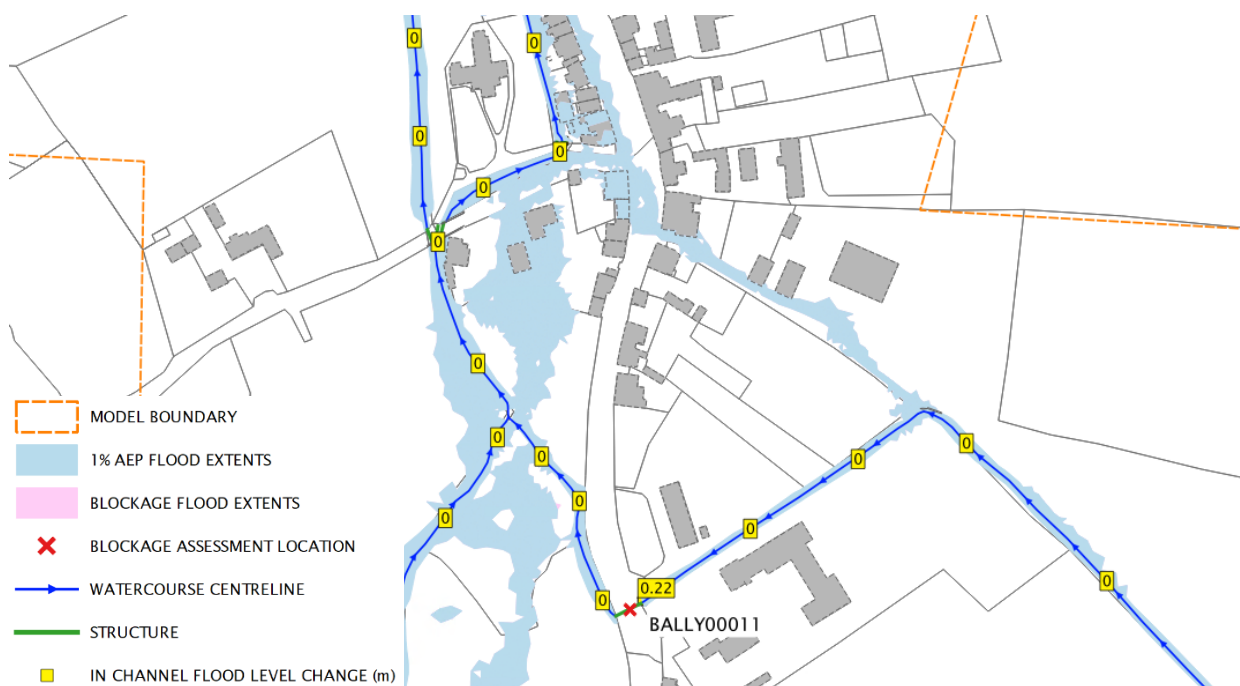 0
0
0
0
0
0
0
MODEL BOUNDARY
0
0
0
1% AEP FLOOD EXTENTS
0
0
BLOCKAGE FLOOD EXTENTS
0
0
0
BLOCKAGE ASSESSMENT LOCATION
WATERCOURSE CENTRELINE
0.22
0
0
BALLY00011
STRUCTURE
IN CHANNEL FLOOD LEVEL CHANGE (m)